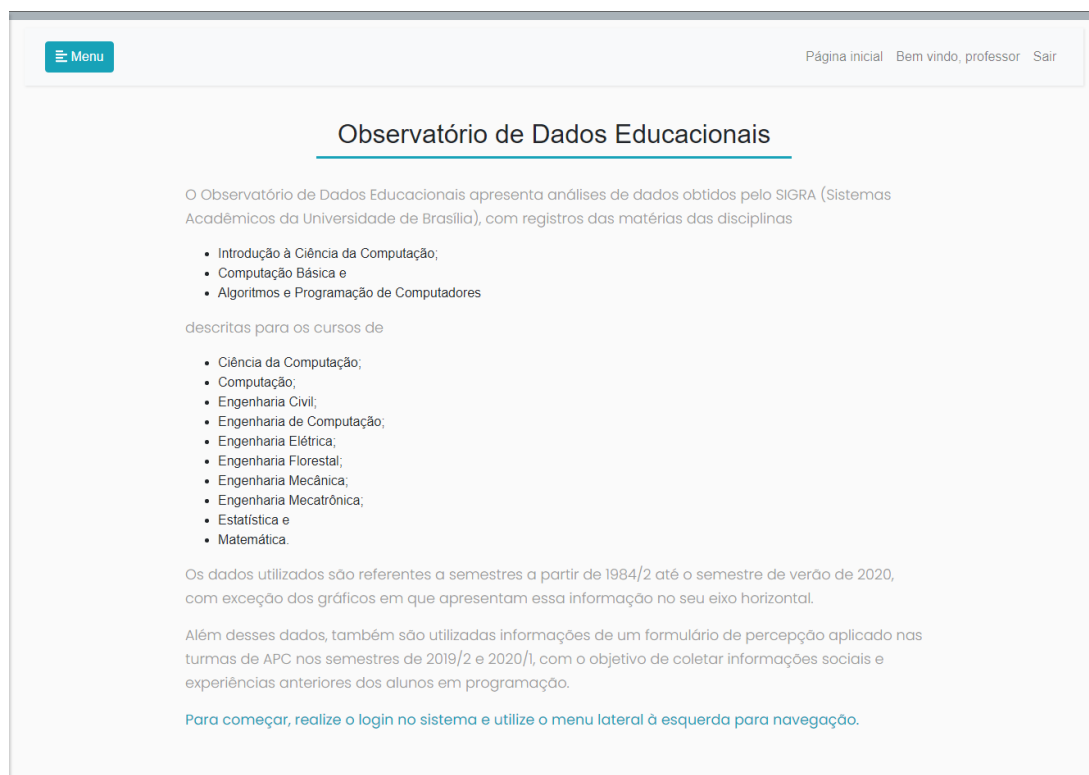 Menu
Página inicial Bem vindo, professor Sair
Observatório de Dados Educacionais
O Observatório de Dados Educacionais apresenta análises de dados obtidos pelo SIGRA (Sistemas
Acadêmicos da Universidade de Brasília), com registros das matérias das disciplinas
• Introdução à Ciência da Computação;
• Computação Básica e
• Algoritmos e Programação de Computadores
descritas para os cursos de
• Ciência da Computação;
• Computação;
• Engenharia Civil;
• Engenharia de Computação;
• Engenharia Elétrica;
• Engenharia Florestal;
• Engenharia Mecânica;
• Engenharia Mecatrônica;
• Estatística e
• Matemática.
Os dados utilizados são referentes a semestres a partir de 1984/2 até o semestre de verão de 2020,
com exceção dos gráficos em que apresentam essa informação no seu eixo horizontal.
Além desses dados, também são utilizadas informações de um formulário de percepção aplicado nas
turmas de APC nos semestres de 2019/2 e 2020/1, com o objetivo de coletar informações sociais e
experiências anteriores dos alunos em programação.
Para começar, realize o login no sistema e utilize o menu lateral à esquerda para navegação.